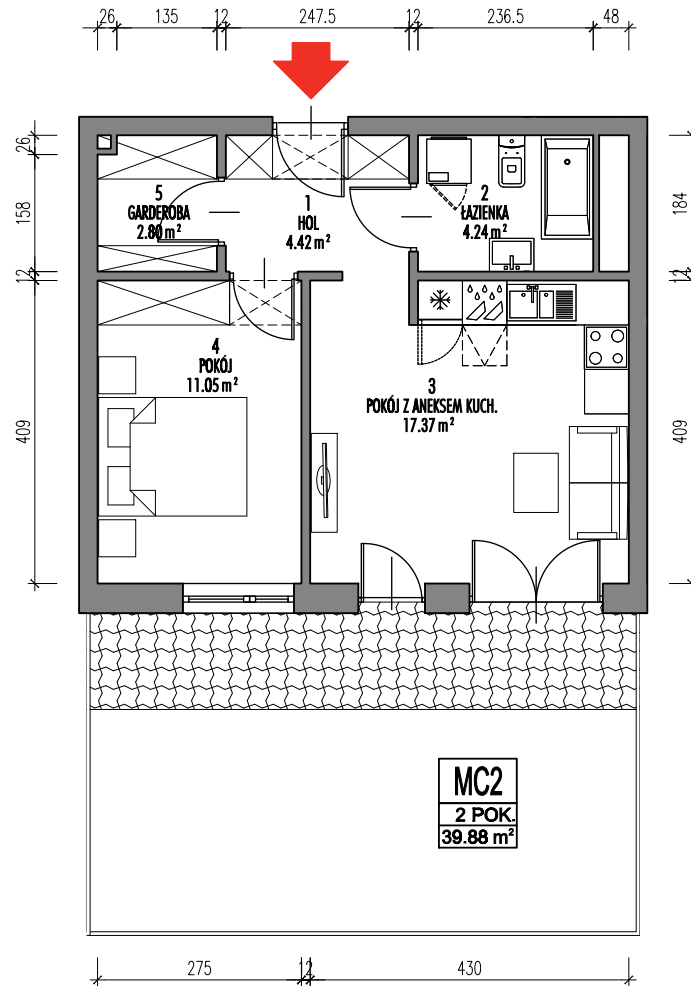 26 135 12 247.5 12 236.5 48
26
158
12
409
184
12
409
5
GARDEROBA
2.80 m²
1
HOL
4.42 m²
2
ŁAZIENKA
4.24 m²
4
POKÓJ
11.05 m²
3
POKÓJ Z ANEKSEM KUCH.
17.37 m²
MC2
2 POK.
39.88 m²
275 12 430